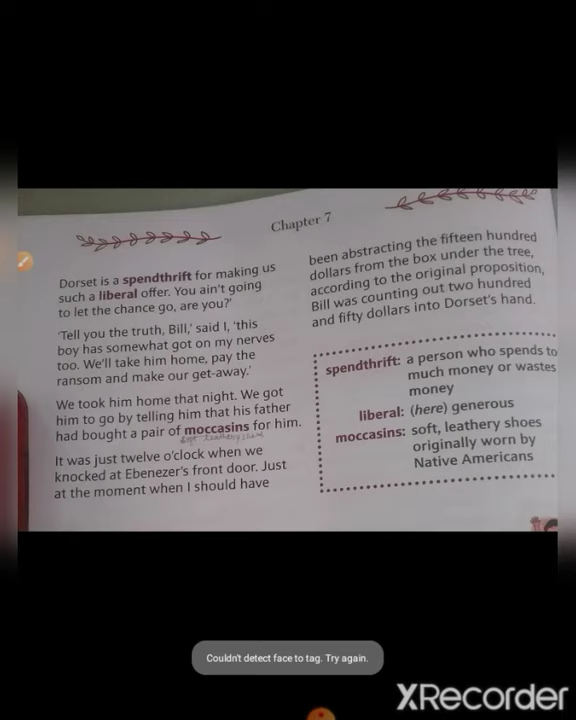 Chapter 7
Dorset is a spendthrift for making us
such a liberal offer. You ain't going
to let the chance go, are you?'
'Tell you the truth, Bill,' said I, 'this
boy has somewhat got on my nerves
too. We'll take him home, pay the
ransom and make our get-away.'
We took him home that night. We got
him to go by telling him that his father
had bought a pair of moccasins for him.
It was just twelve o'clock when we
knocked at Ebenezer's front door. Just
at the moment when I should have
been abstracting the fifteen hundred
dollars from the box under the tree,
according to the original proposition,
Bill was counting out two hundred
and fifty dollars into Dorset's hand.
spendthrift: a person who spends to
much money or wastes
money
liberal: (here) generous
moccasins: soft, leathery shoes
originally worn by
Native Americans
Couldn't detect face to tag. Try again.
XRecorder